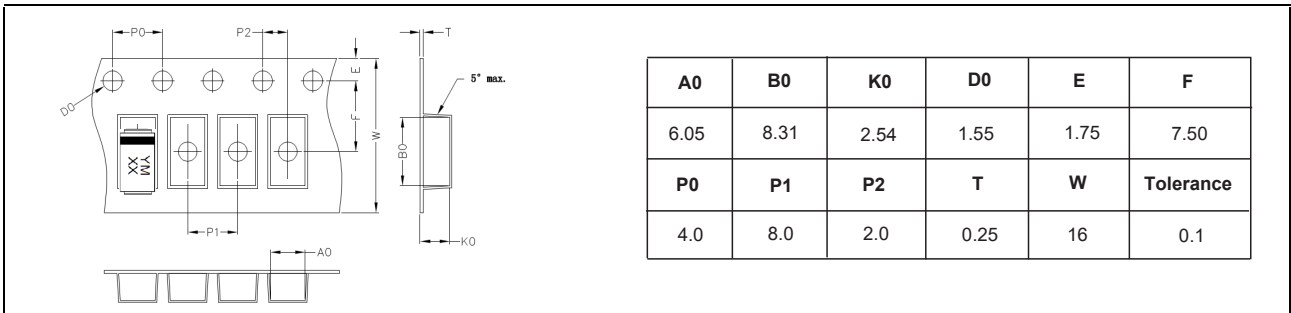 P0
P2
T
E
5° max.
D0
F
W
B0
YM
XX
P1
K0
A0
A0 B0 K0 D0 E F
6.05 8.31 2.54 1.55 1.75 7.50
P0 P1 P2 T W Tolerance
4.0 8.0 2.0 0.25 16 0.1